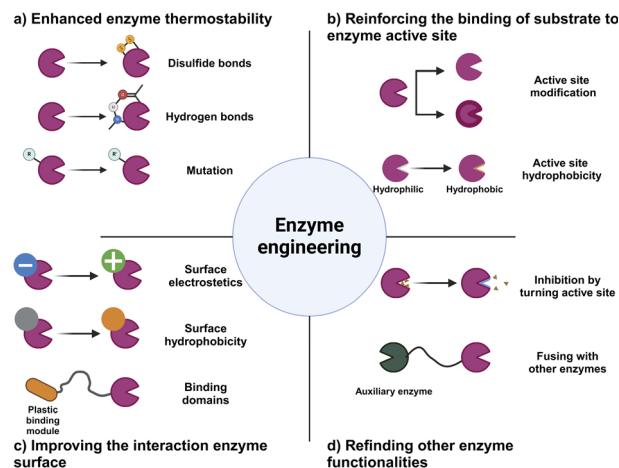 a) Enhanced enzyme thermostability
S
S
Disulfide bonds
O
H
N
Hydrogen bonds
R
R'
Mutation
b) Reinforcing the binding of substrate to
enzyme active site
Active site
modification
Active site
hydrophobicity
Hydrophilic
Hydrophobic
Enzyme
engineering
−
+
Surface
electrostetics
Surface
hydrophobicity
Binding
domains
Plastic
binding
module
c) Improving the interaction enzyme
surface
Inhibition by
turning active site
Fusing with
other enzymes
Auxiliary enzyme
d) Refinding other enzyme
functionalities